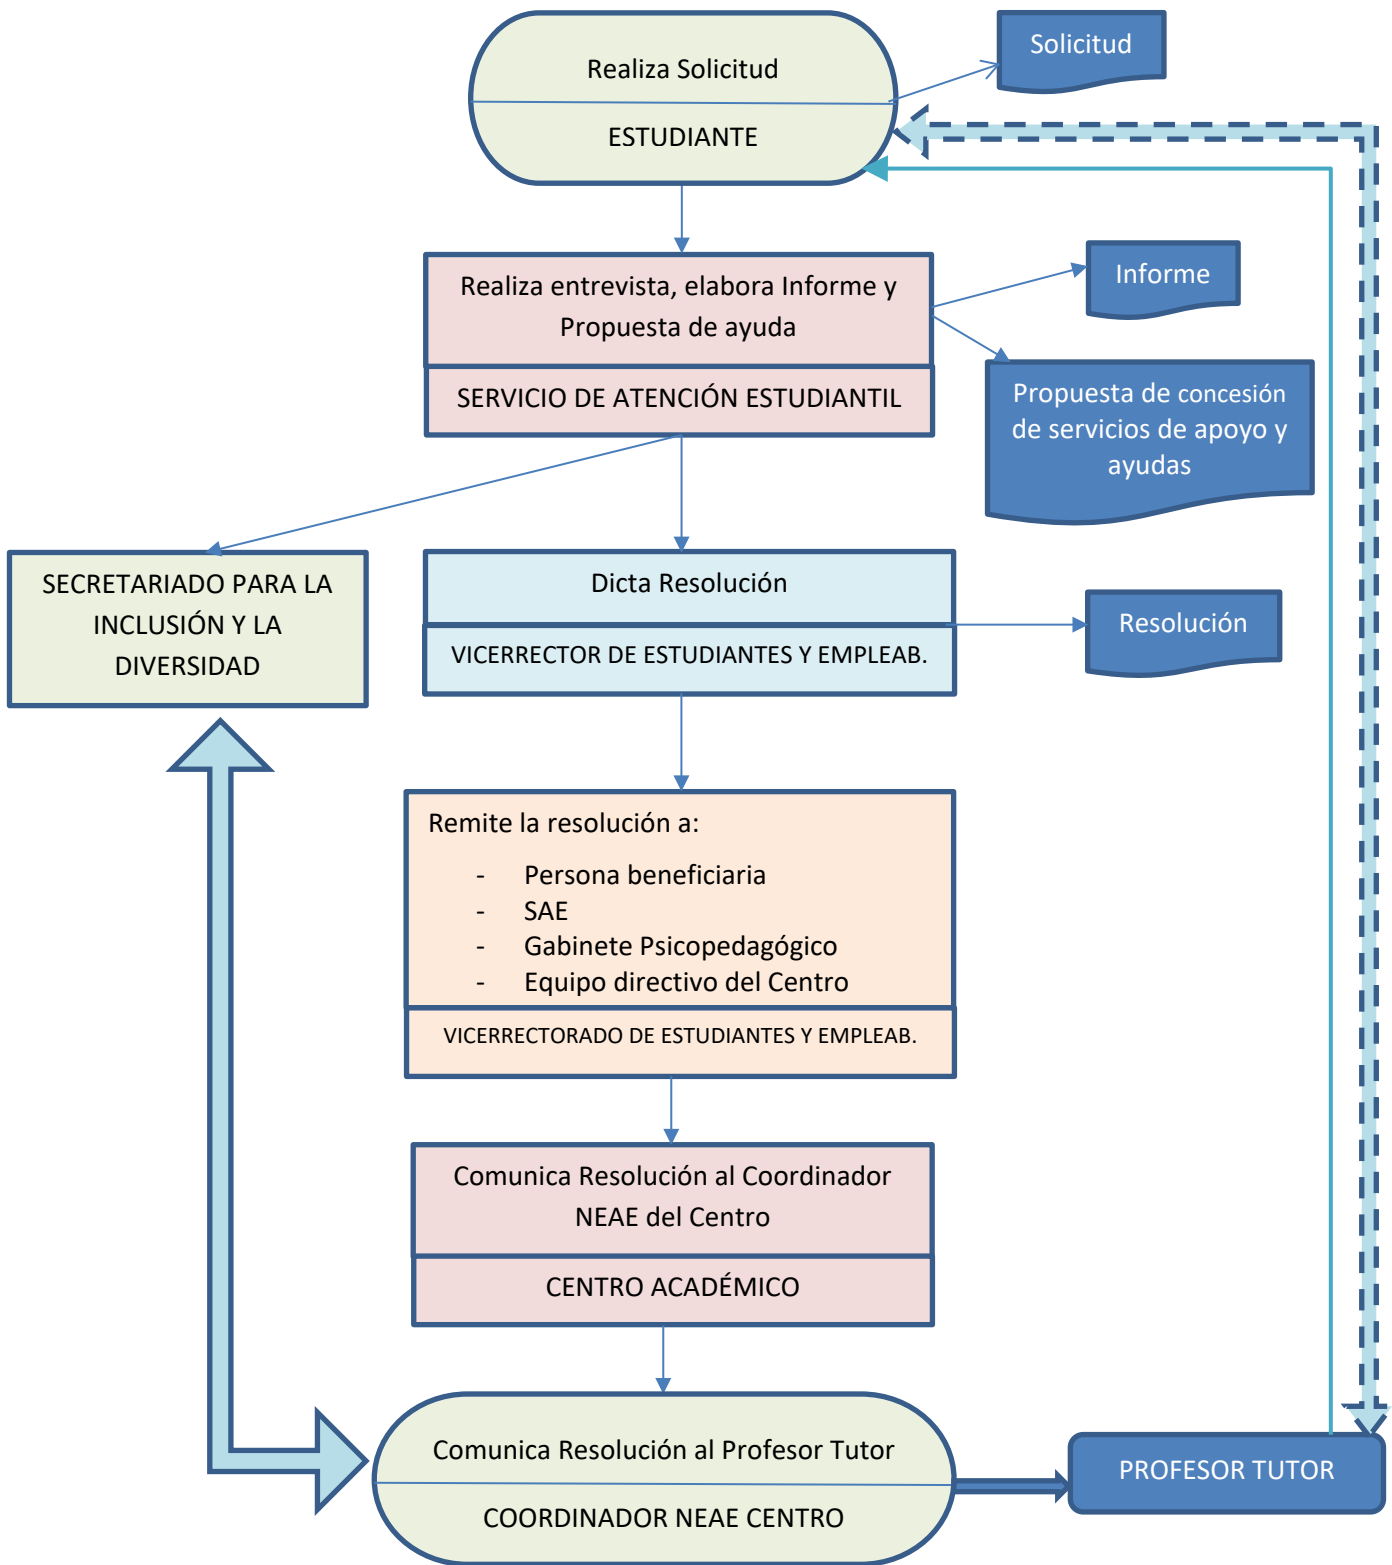 Realiza Solicitud
ESTUDIANTE
Solicitud
Realiza entrevista, elabora Informe y
Propuesta de ayuda
SERVICIO DE ATENCIÓN ESTUDIANTIL
Informe
Propuesta de concesión
de servicios de apoyo y
ayudas
SECRETARIADO PARA LA
INCLUSIÓN Y LA
DIVERSIDAD
Dicta Resolución
VICERRECTOR DE ESTUDIANTES Y EMPLEAB.
Resolución
Remite la resolución a:
- Persona beneficiaria
- SAE
- Gabinete Psicopedagógico
- Equipo directivo del Centro
VICERRECTORADO DE ESTUDIANTES Y EMPLEAB.
Comunica Resolución al Coordinador
NEAE del Centro
CENTRO ACADÉMICO
Comunica Resolución al Profesor Tutor
COORDINADOR NEAE CENTRO
PROFESOR TUTOR